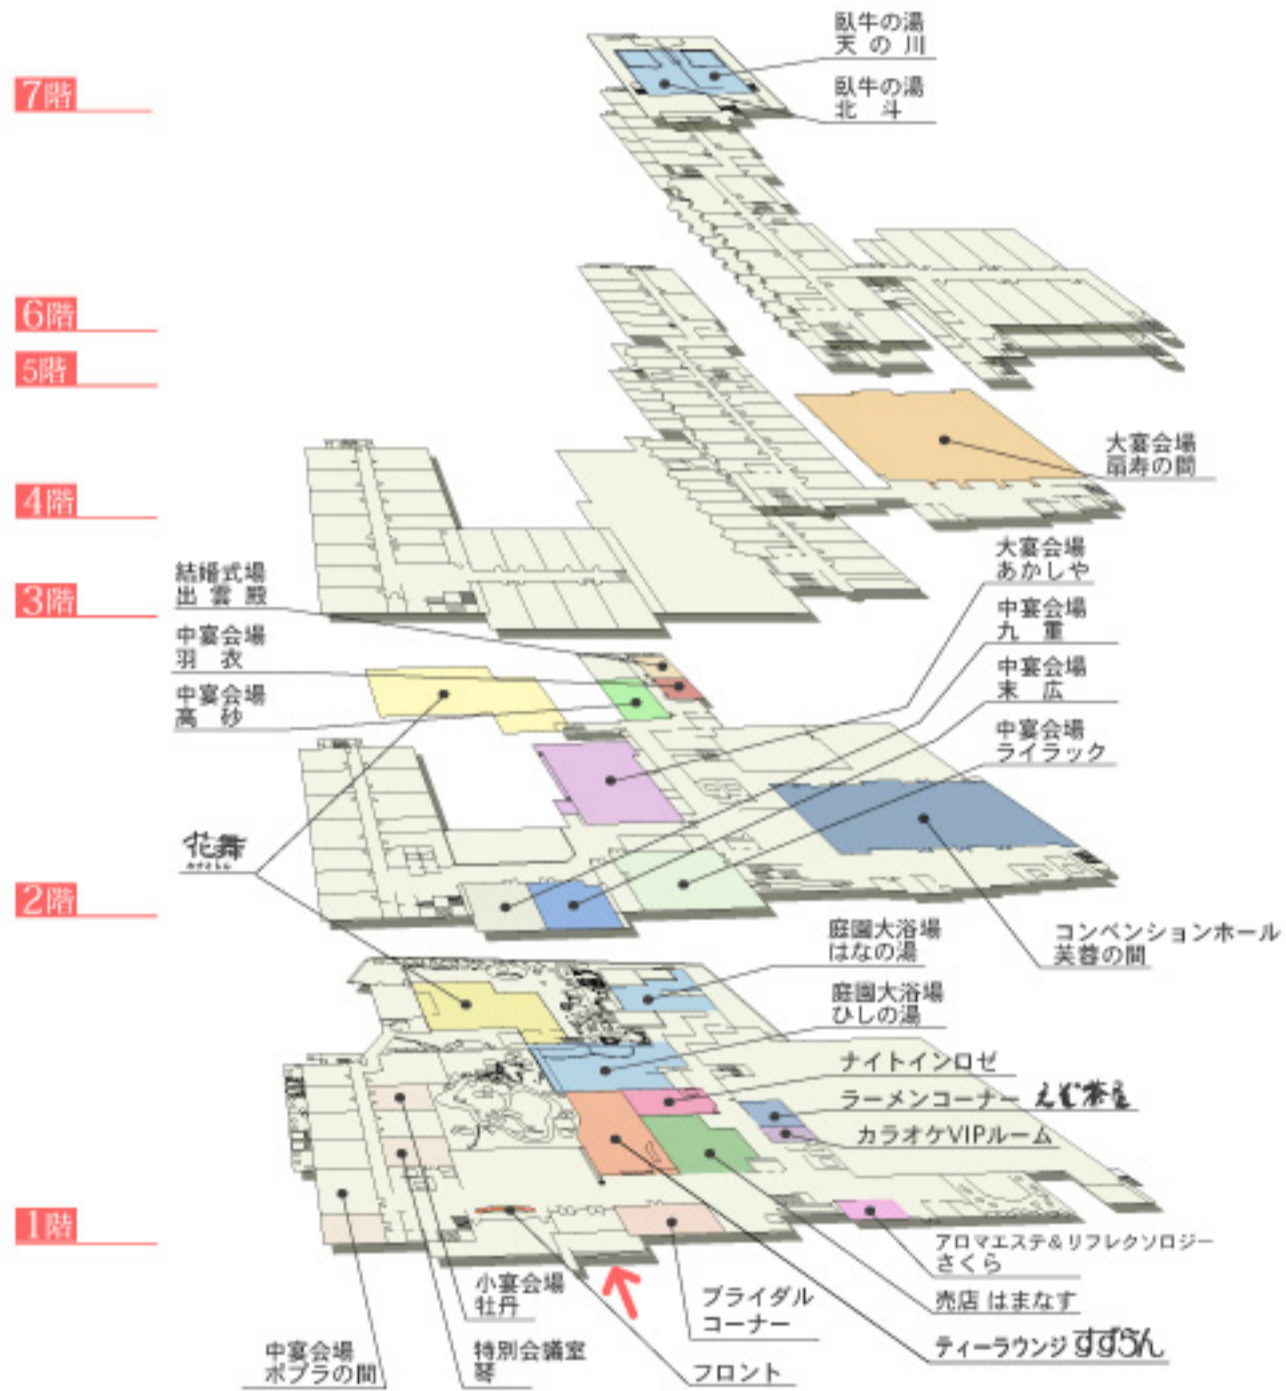 臥牛の湯
天の川
臥牛の湯
北斗
7階
6階
5階
大宴会場
扇寿の間
4階
3階
結婚式場
出雲殿
中宴会場
羽衣
中宴会場
高砂
大宴会場
あかしや
中宴会場
九重
中宴会場
末広
中宴会場
ライラック
花舞
2階
コンベンションホール
芙蓉の間
庭園大浴場
はなの湯
庭園大浴場
ひしの湯
ナイトインロゼ
ラーメンコーナー
カラオケVIPルーム
1階
アロマエステ＆リフレクソロジー
さくら
売店 はまなす
ティーラウンジ すずらん
小宴会場
牡丹
特別会議室
琴
中宴会場
ポプラの間
ブライダル
コーナー
フロント